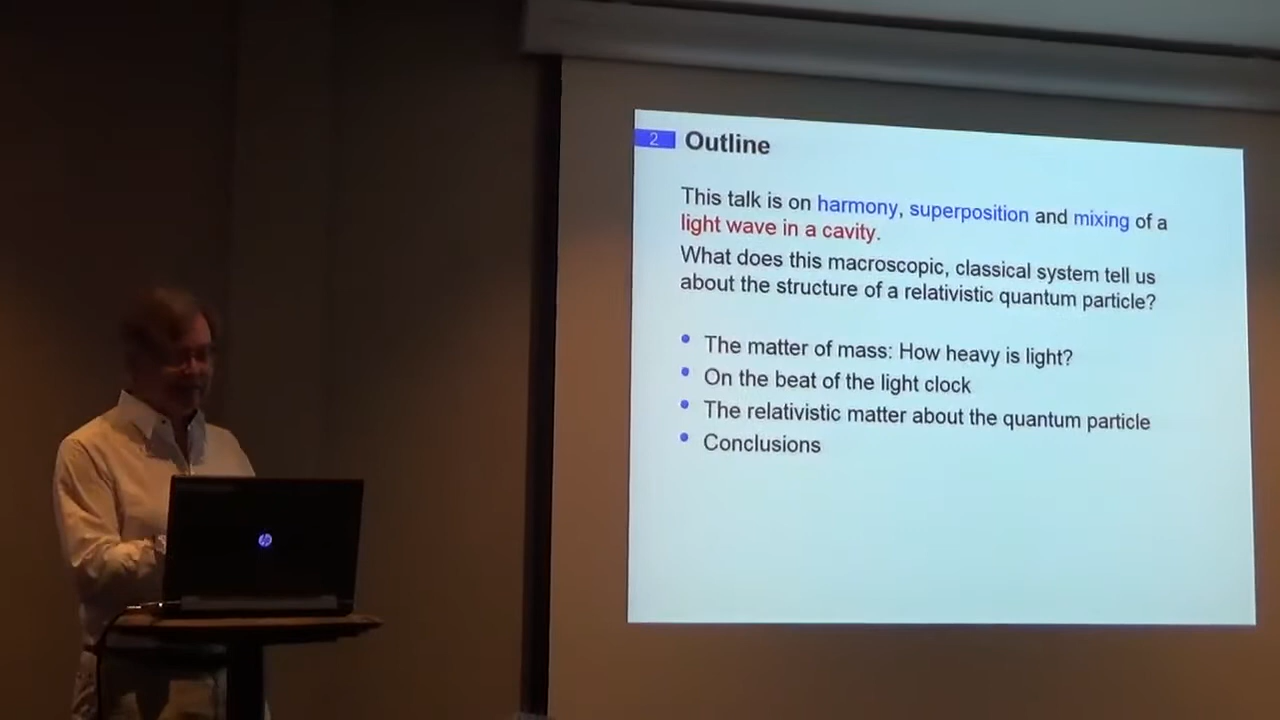 2 Outline
This talk is on harmony, superposition and mixing of a
light wave in a cavity.
What does this macroscopic, classical system tell us
about the structure of a relativistic quantum particle?
• The matter of mass: How heavy is light?
• On the beat of the light clock
• The relativistic matter about the quantum particle
• Conclusions
hp